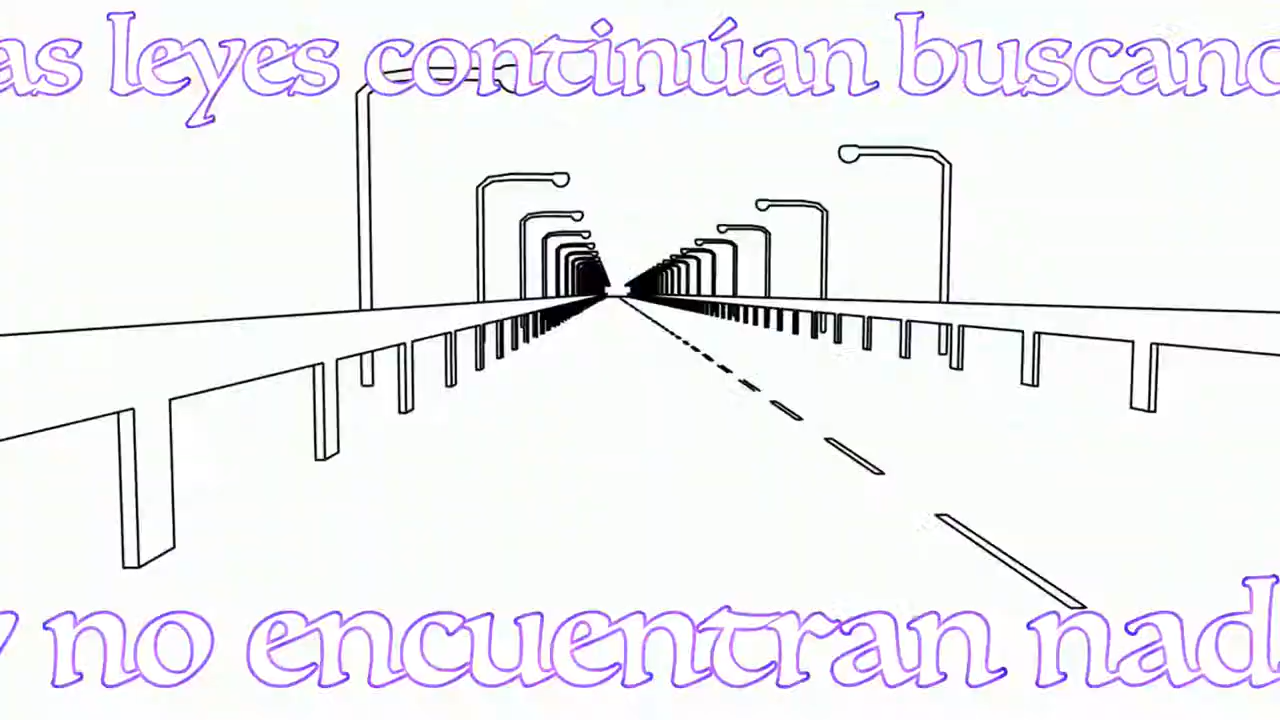 as leyes continúan buscand
y no encuentran nad